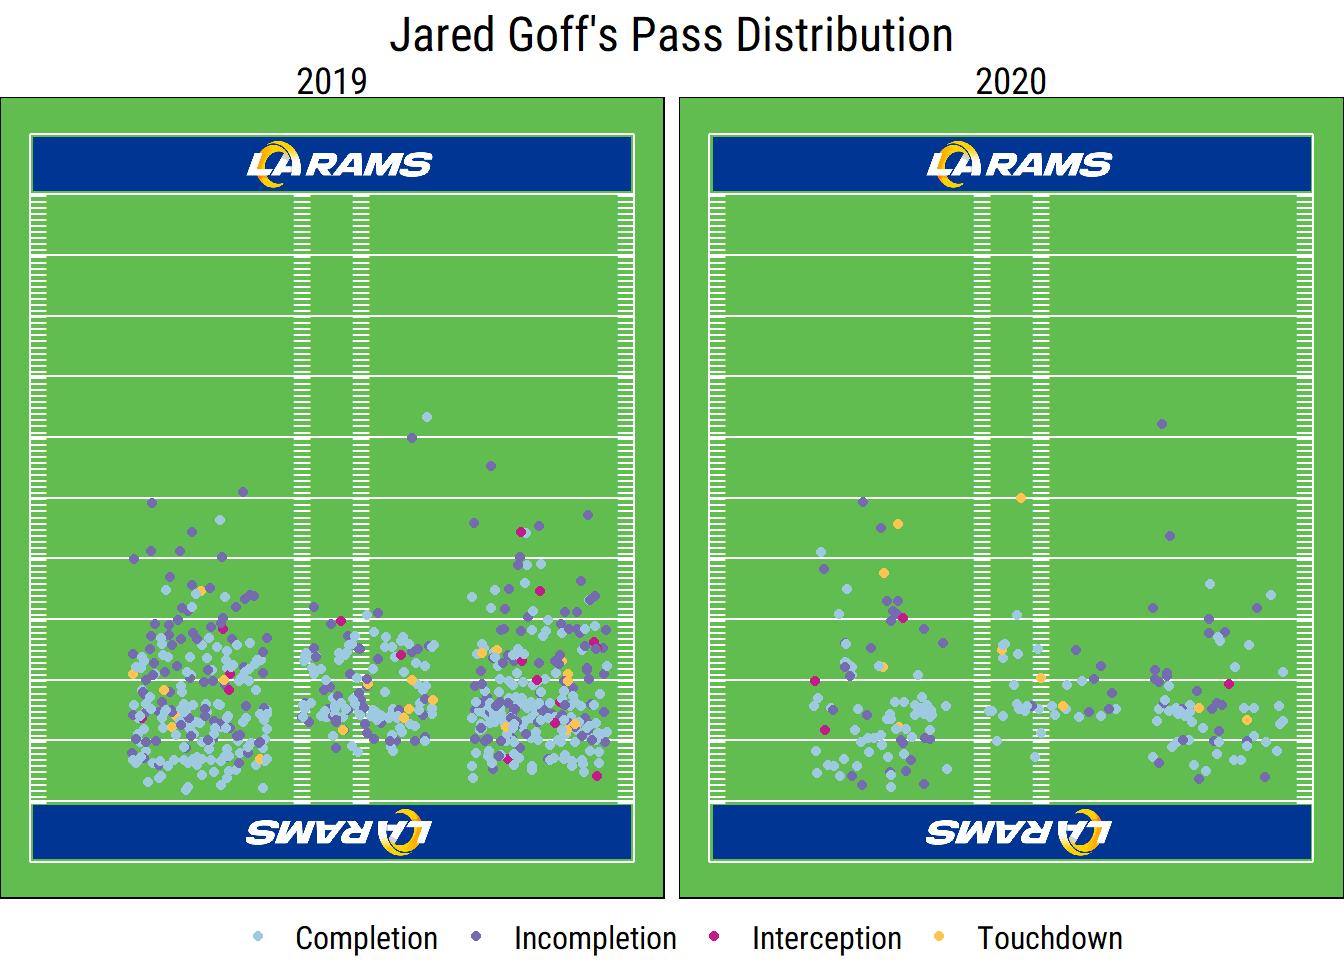 Jared Goff's Pass Distribution
2019
2020
LA RAMS
LA RAMS
LA RAMS
LA RAMS
Completion
Incompletion
Interception
Touchdown